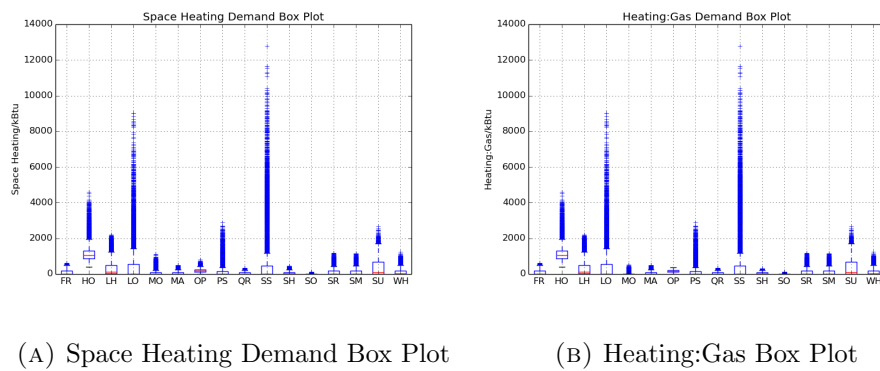 Space Heating Demand Box Plot
Heating:Gas Demand Box Plot
14000
12000
10000
8000
6000
4000
2000
0
Space Heating/kBtu
FR HO LH LO MO MA OP PS QR SS SH SO SR SM SU WH
14000
12000
10000
8000
6000
4000
2000
0
Heating:Gas/kBtu
FR HO LH LO MO MA OP PS QR SS SH SO SR SM SU WH
(A) Space Heating Demand Box Plot
(B) Heating:Gas Box Plot